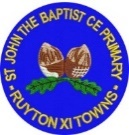 ST JOHN THE BAPTIST CE PRIMARY
RUYTON XI TOWNS